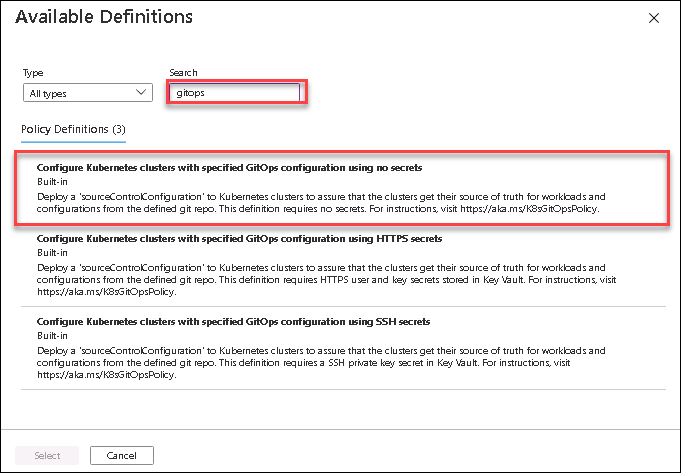 Available Definitions
Type
Search
All types
gitops
Policy Definitions (3)
Configure Kubernetes clusters with specified GitOps configuration using no secrets
Built-in
Deploy a 'sourceControlConfiguration' to Kubernetes clusters to assure that the clusters get their source of truth for workloads and
configurations from the defined git repo. This definition requires no secrets. For instructions, visit https://aka.ms/K8sGitOpsPolicy.
Configure Kubernetes clusters with specified GitOps configuration using HTTPS secrets
Built-in
Deploy a 'sourceControlConfiguration' to Kubernetes clusters to assure that the clusters get their source of truth for workloads and
configurations from the defined git repo. This definition requires HTTPS user and key secrets stored in Key Vault. For instructions, visit
https://aka.ms/K8sGitOpsPolicy.
Configure Kubernetes clusters with specified GitOps configuration using SSH secrets
Built-in
Deploy a 'sourceControlConfiguration' to Kubernetes clusters to assure that the clusters get their source of truth for workloads and
configurations from the defined git repo. This definition requires a SSH private key secret in Key Vault. For instructions, visit
https://aka.ms/K8sGitOpsPolicy.
Select
Cancel